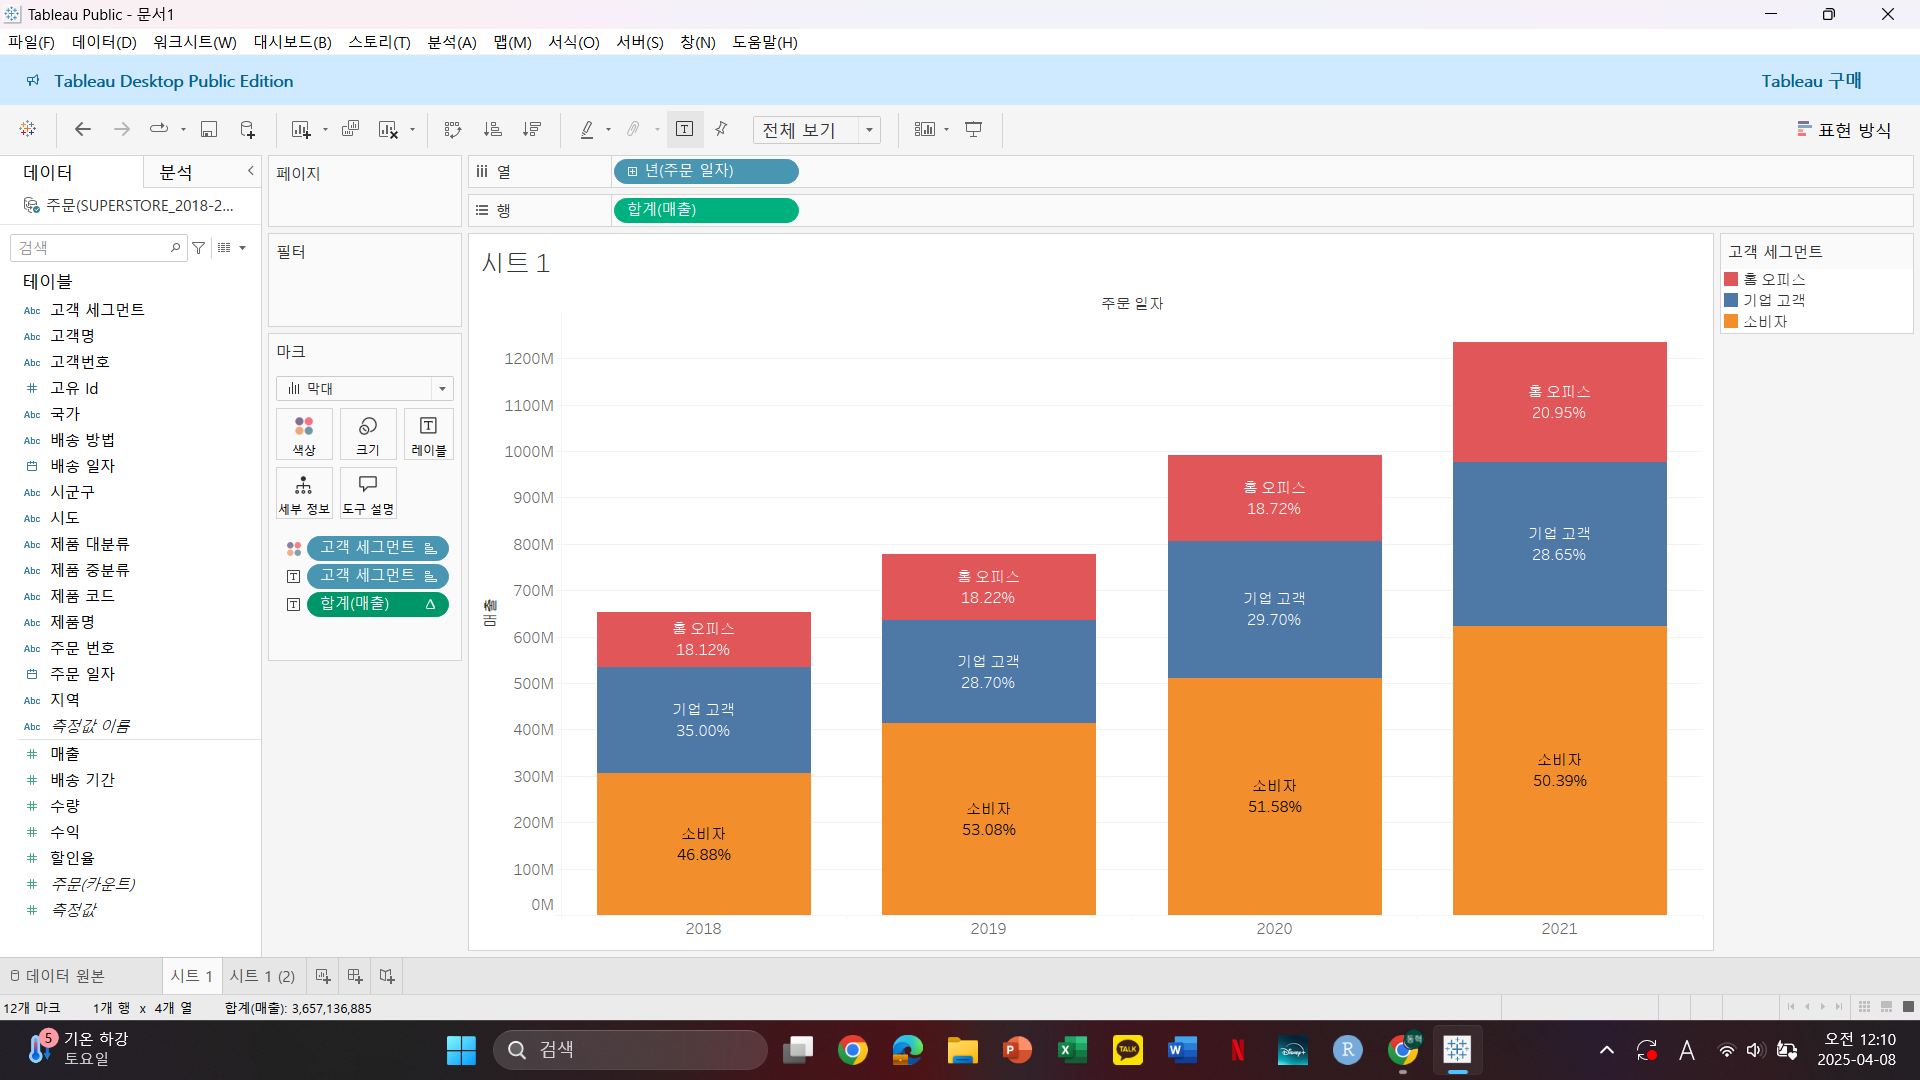 Tableau Public - 문서1
파일(F) 데이터(D) 워크시트(W) 대시보드(B) 스토리(T) 분석(A) 맵(M) 서식(O) 서버(S) 창(N) 도움말(H)
Tableau Desktop Public Edition
Tableau 구매
전체 보기
표현 방식
데이터
분석
주문(SUPERSTORE_2018-2...
검색
테이블
Abc 고객 세그먼트
Abc 고객명
Abc 고객번호
# 고유 Id
Abc 국가
Abc 배송 방법
배송 일자
Abc 시군구
Abc 시도
Abc 제품 대분류
Abc 제품 중분류
Abc 제품 코드
Abc 제품명
Abc 주문 번호
주문 일자
Abc 지역
Abc 측정값 이름
# 매출
# 배송 기간
# 수량
# 수익
# 할인율
# 주문(카운트)
# 측정값
페이지
필터
마크
막대
색상
크기
레이블
세부 정보
도구 설명
고객 세그먼트
고객 세그먼트
합계(매출)
열
년(주문 일자)
행
합계(매출)
시트 1
주문 일자
매출
1200M
1100M
1000M
900M
800M
700M
600M
500M
400M
300M
200M
100M
0M
홈 오피스
18.12%
기업 고객
35.00%
소비자
46.88%
홈 오피스
18.22%
기업 고객
28.70%
소비자
53.08%
홈 오피스
18.72%
기업 고객
29.70%
소비자
51.58%
홈 오피스
20.95%
기업 고객
28.65%
소비자
50.39%
2018
2019
2020
2021
고객 세그먼트
홈 오피스
기업 고객
소비자
데이터 원본
시트 1
시트 1 (2)
12개 마크 1개 행 x 4개 열 합계(매출): 3,657,136,885
5
기온 하강
토요일
검색
P
X
TALK
W
Disney+
N
R
동혁
A
오전 12:10
2025-04-08